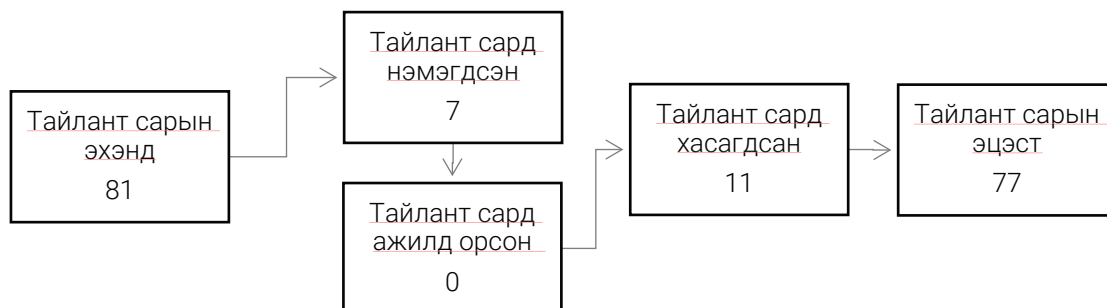 Тайлант сарын
эхэнд
81
Тайлант сард
нэмэгдсэн
7
Тайлант сард
ажилд орсон
0
Тайлант сард
хасагдсан
11
Тайлант сарын
эцэст
77